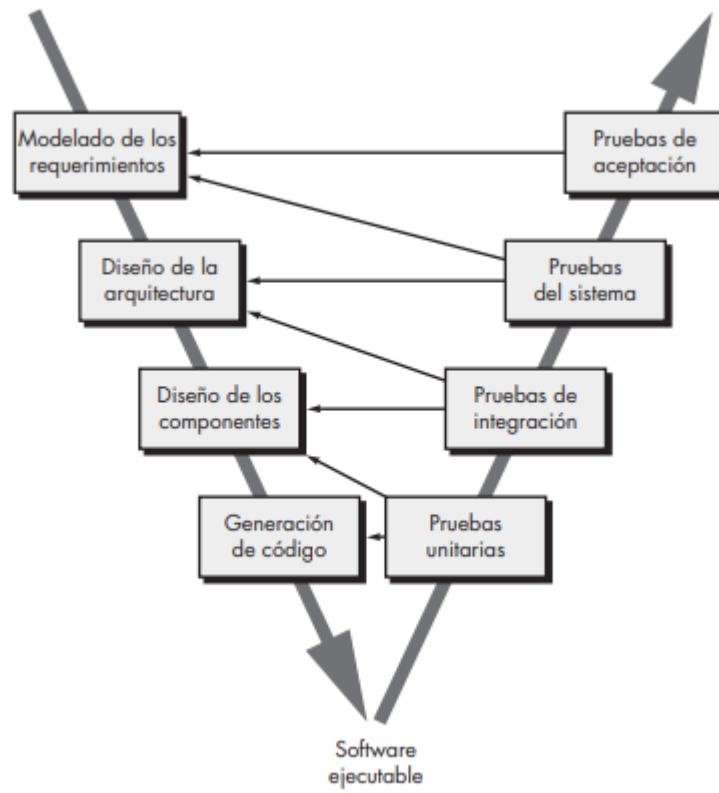 Modelado de los
requerimientos
Pruebas de
aceptación
Diseño de la
arquitectura
Pruebas
del sistema
Diseño de los
componentes
Pruebas de
integración
Generación
de código
Pruebas
unitarias
Software
ejecutable